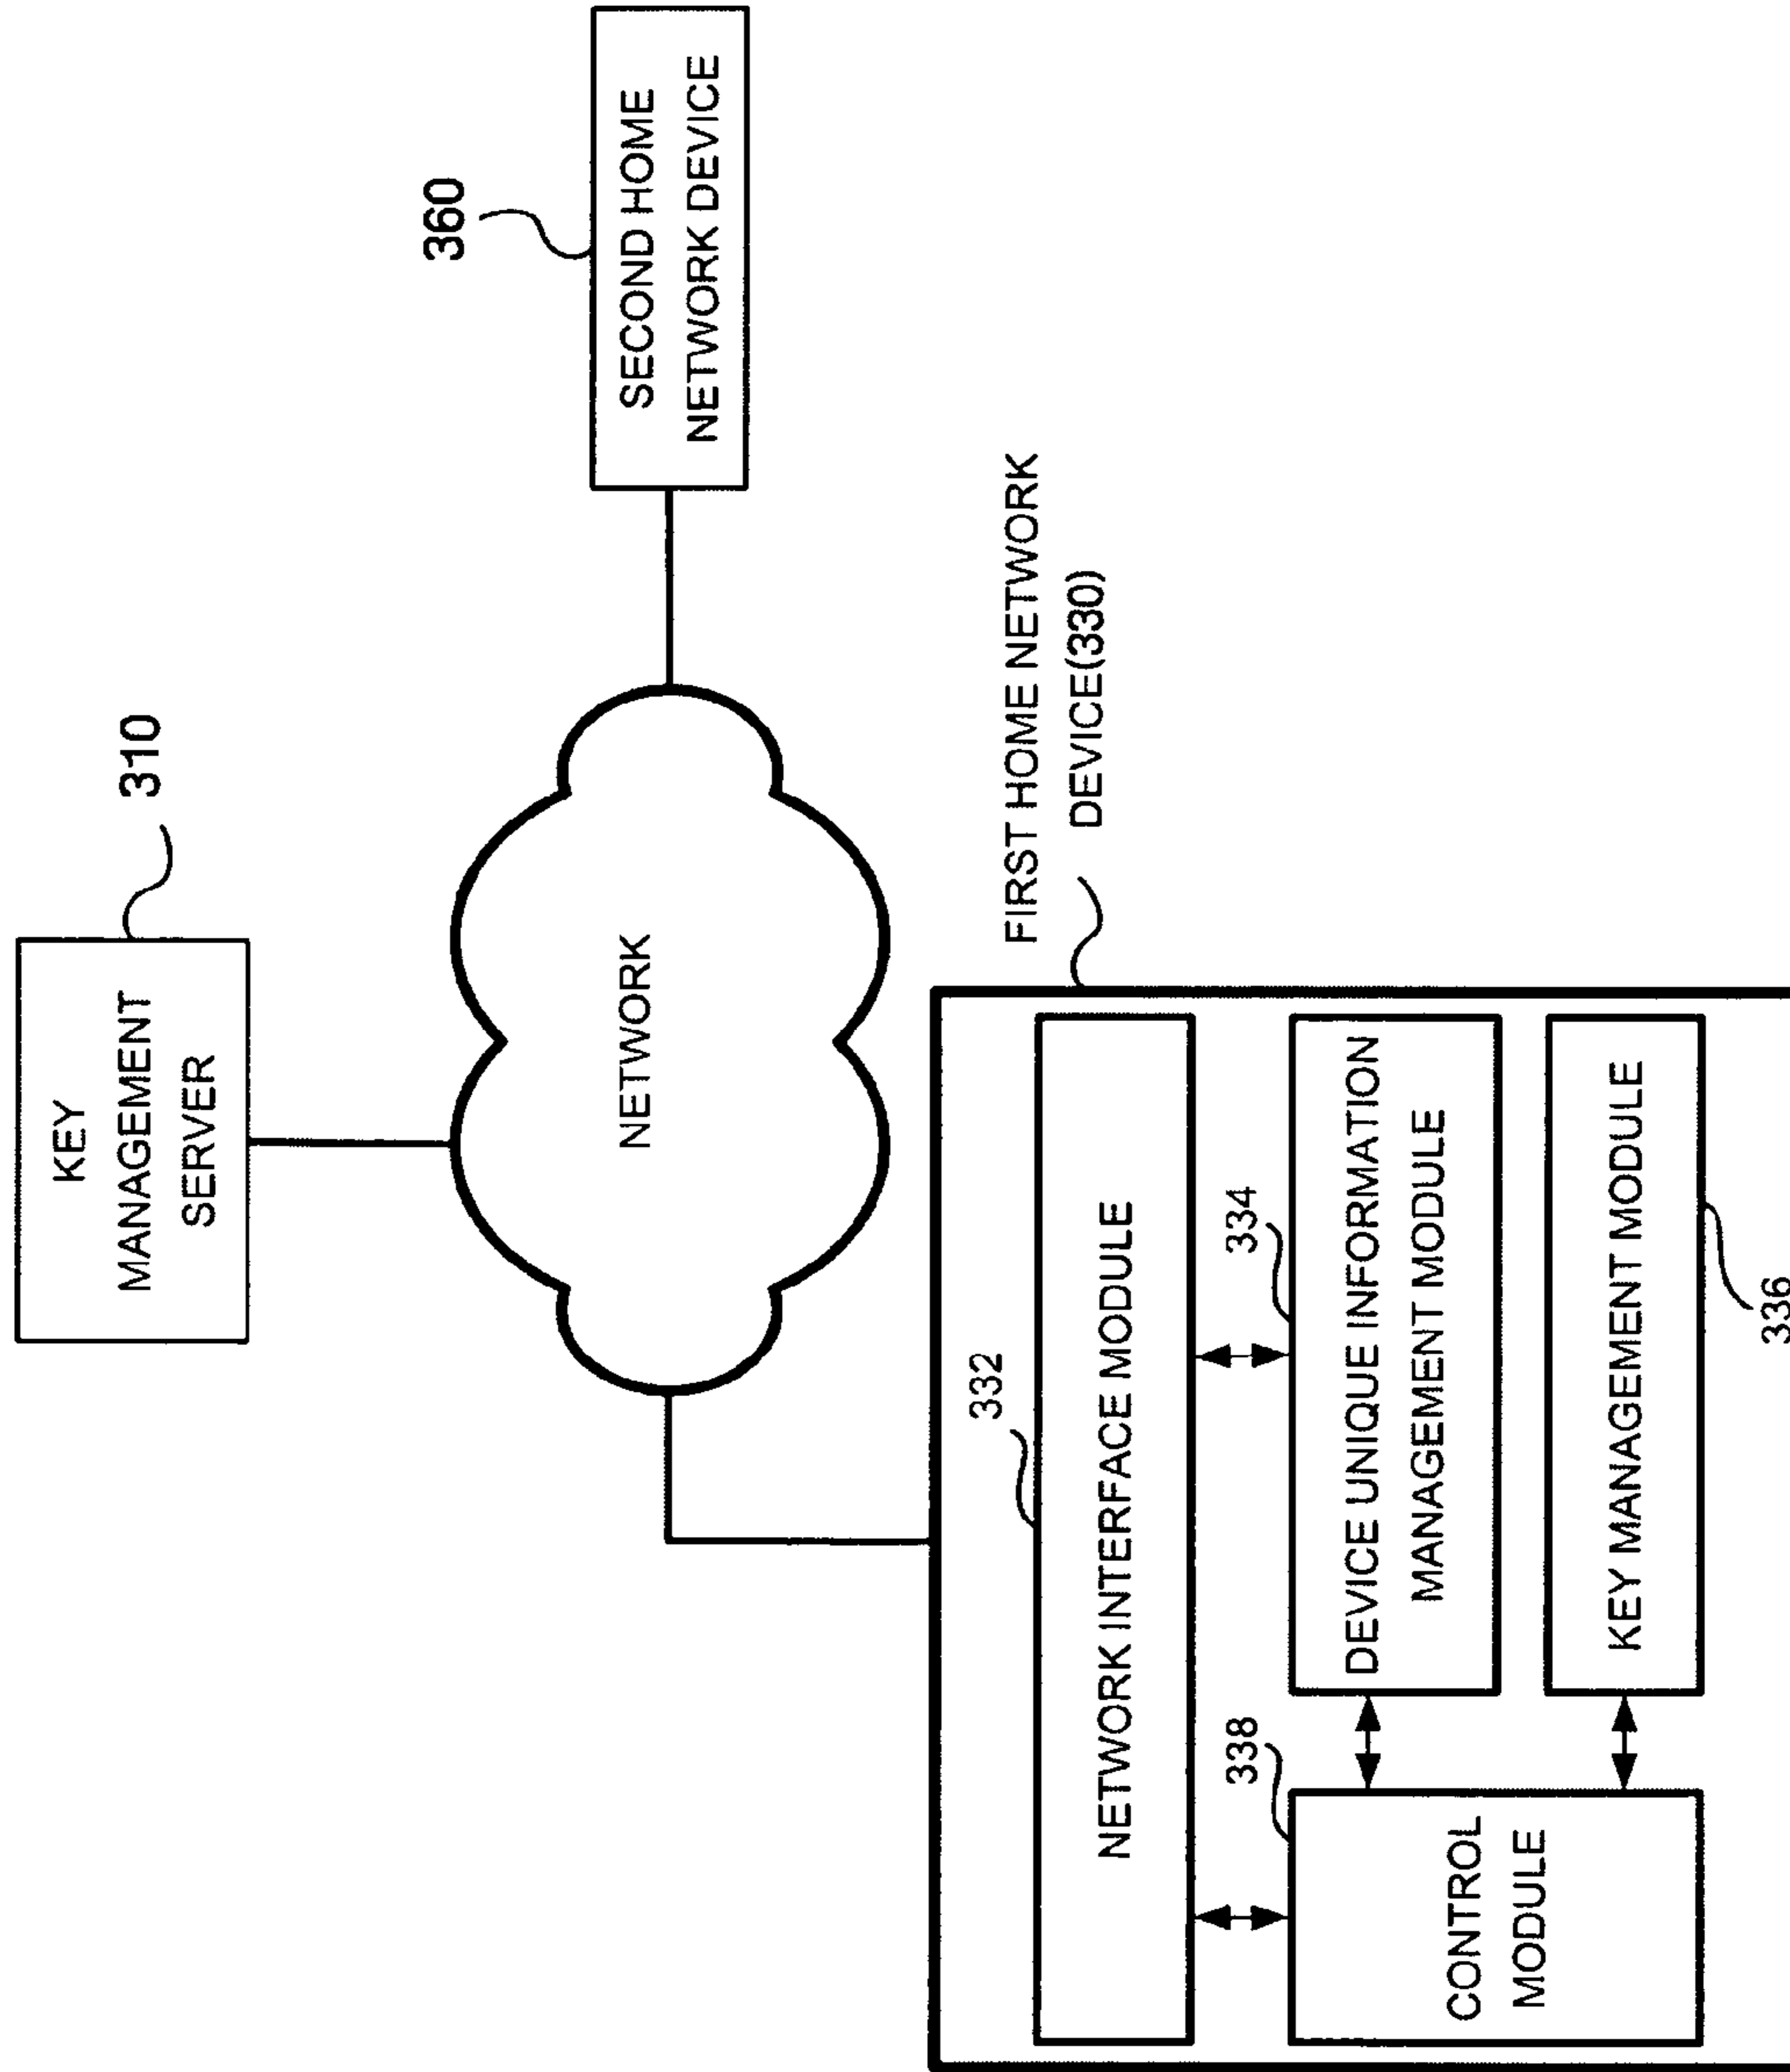 KEY
MANAGEMENT
SERVER
310
NETWORK
360
SECOND HOME
NETWORK DEVICE
FIRST HOME NETWORK
DEVICE(330)
332
NETWORK INTERFACE MODULE
338
CONTROL
MODULE
334
DEVICE UNIQUE INFORMATION
MANAGEMENT MODULE
KEY MANAGEMENT MODULE
336